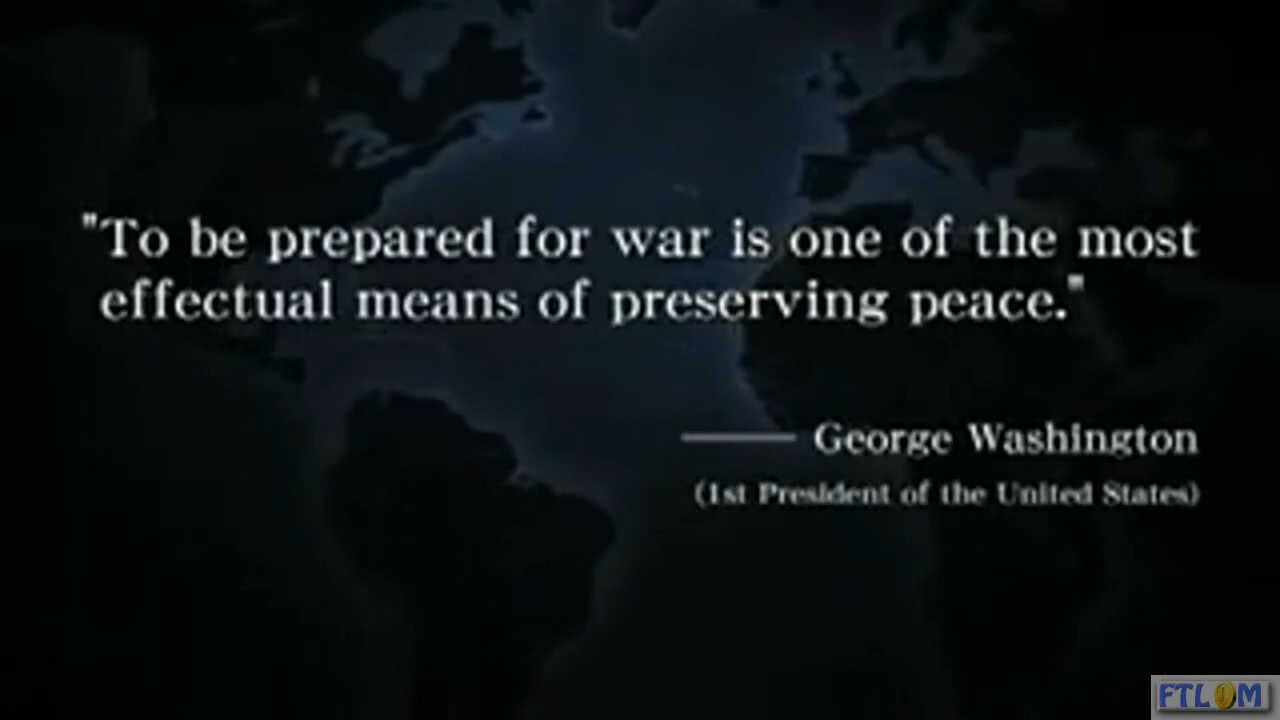 "To be prepared for war is one of the most
effectual means of preserving peace."
—— George Washington
(1st President of the United States)
FTLOM